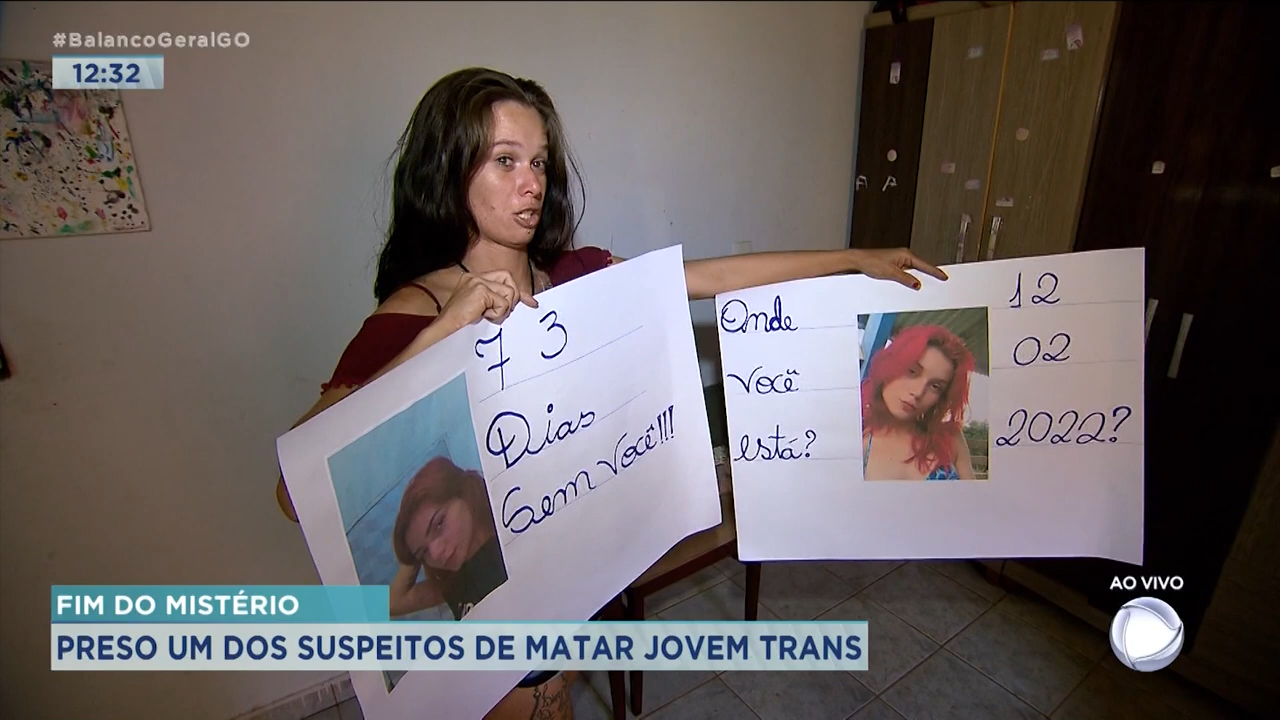 #BalancoGeralGO
12:32
7 3
Dias
Sem Você!!!
Onde
Você
está?
12
02
2022?
AO VIVO
FIM DO MISTÉRIO
PRESO UM DOS SUSPEITOS DE MATAR JOVEM TRANS